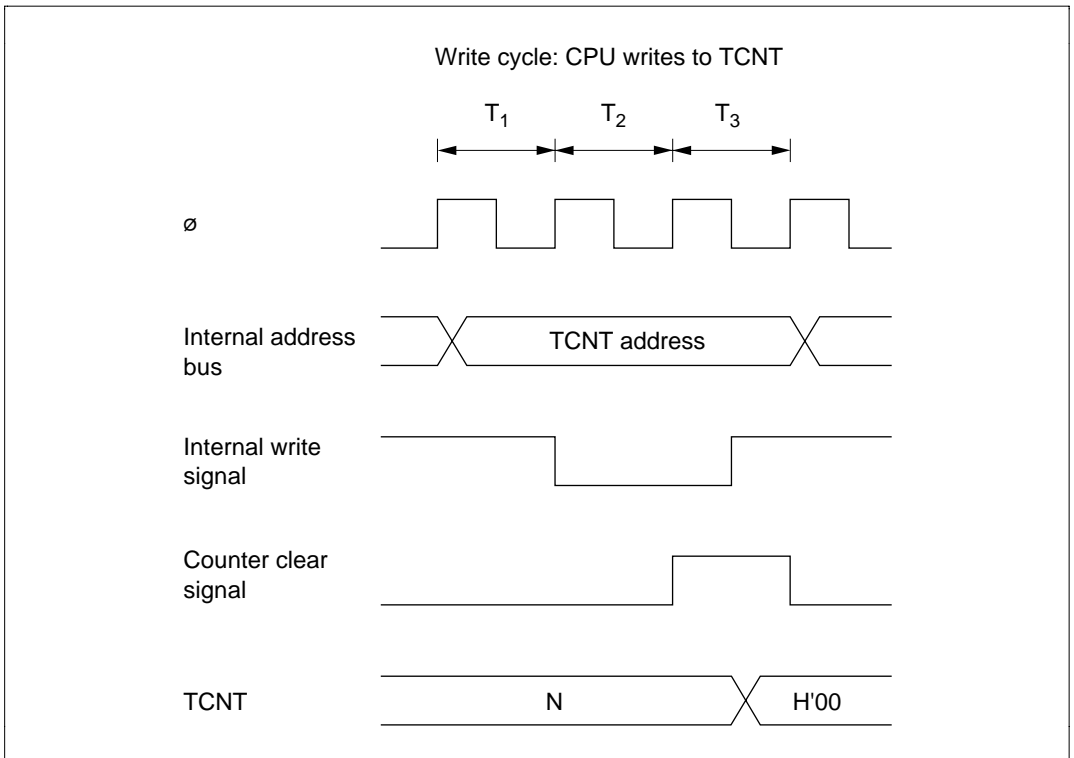 Write cycle: CPU writes to TCNT
T1 T2 T3
ø
Internal address
bus
TCNT address
Internal write
signal
Counter clear
signal
TCNT
N
H'00